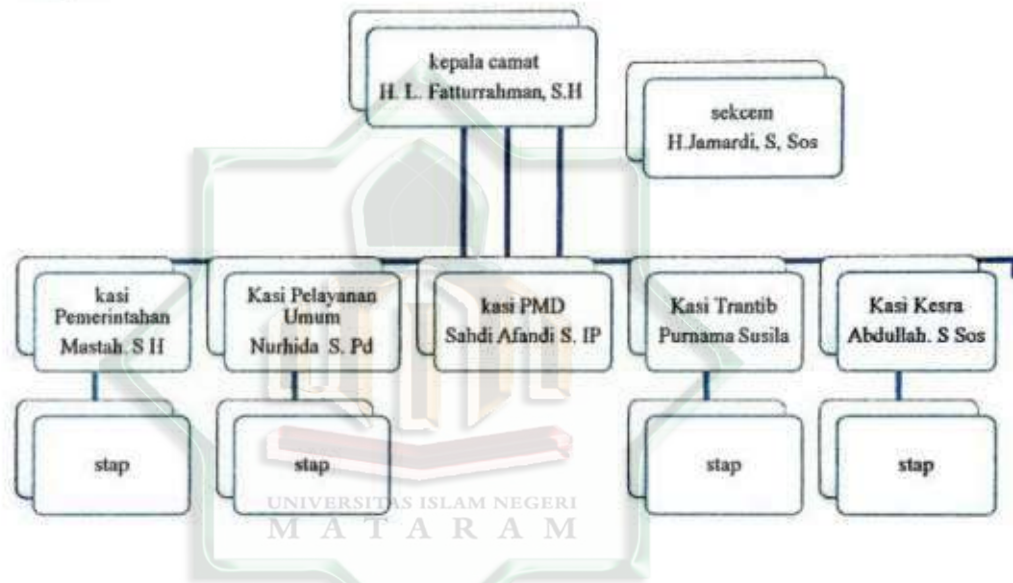 kepala camat
H. L. Fatturrahman, S.H
sekcem
H.Jamardi, S, Sos
kasi
Pemerintahan
Mastah. S H
Kasi Pelayanan
Umum
Nurhida S. Pd
kasi PMD
Sahdi Afandi S. IP
Kasi Trantib
Purnama Susila
Kasi Kesra
Abdullah. S Sos
stap
stap
stap
stap
UNIVERSITAS ISLAM NEGERI
MATARAM